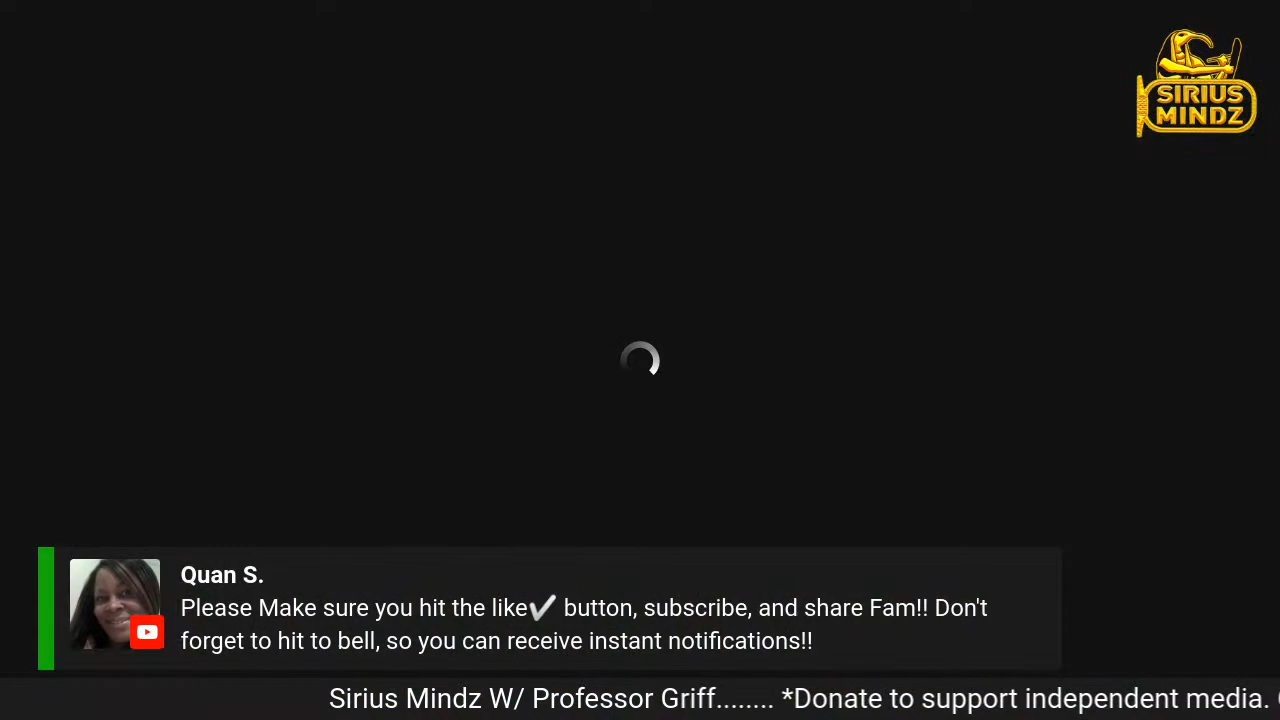 SIRIUS
MINDZ
Quan S.
Please Make sure you hit the like✔ button, subscribe, and share Fam!! Don't
forget to hit to bell, so you can receive instant notifications!!
Sirius Mindz W/ Professor Griff........ *Donate to support independent media.